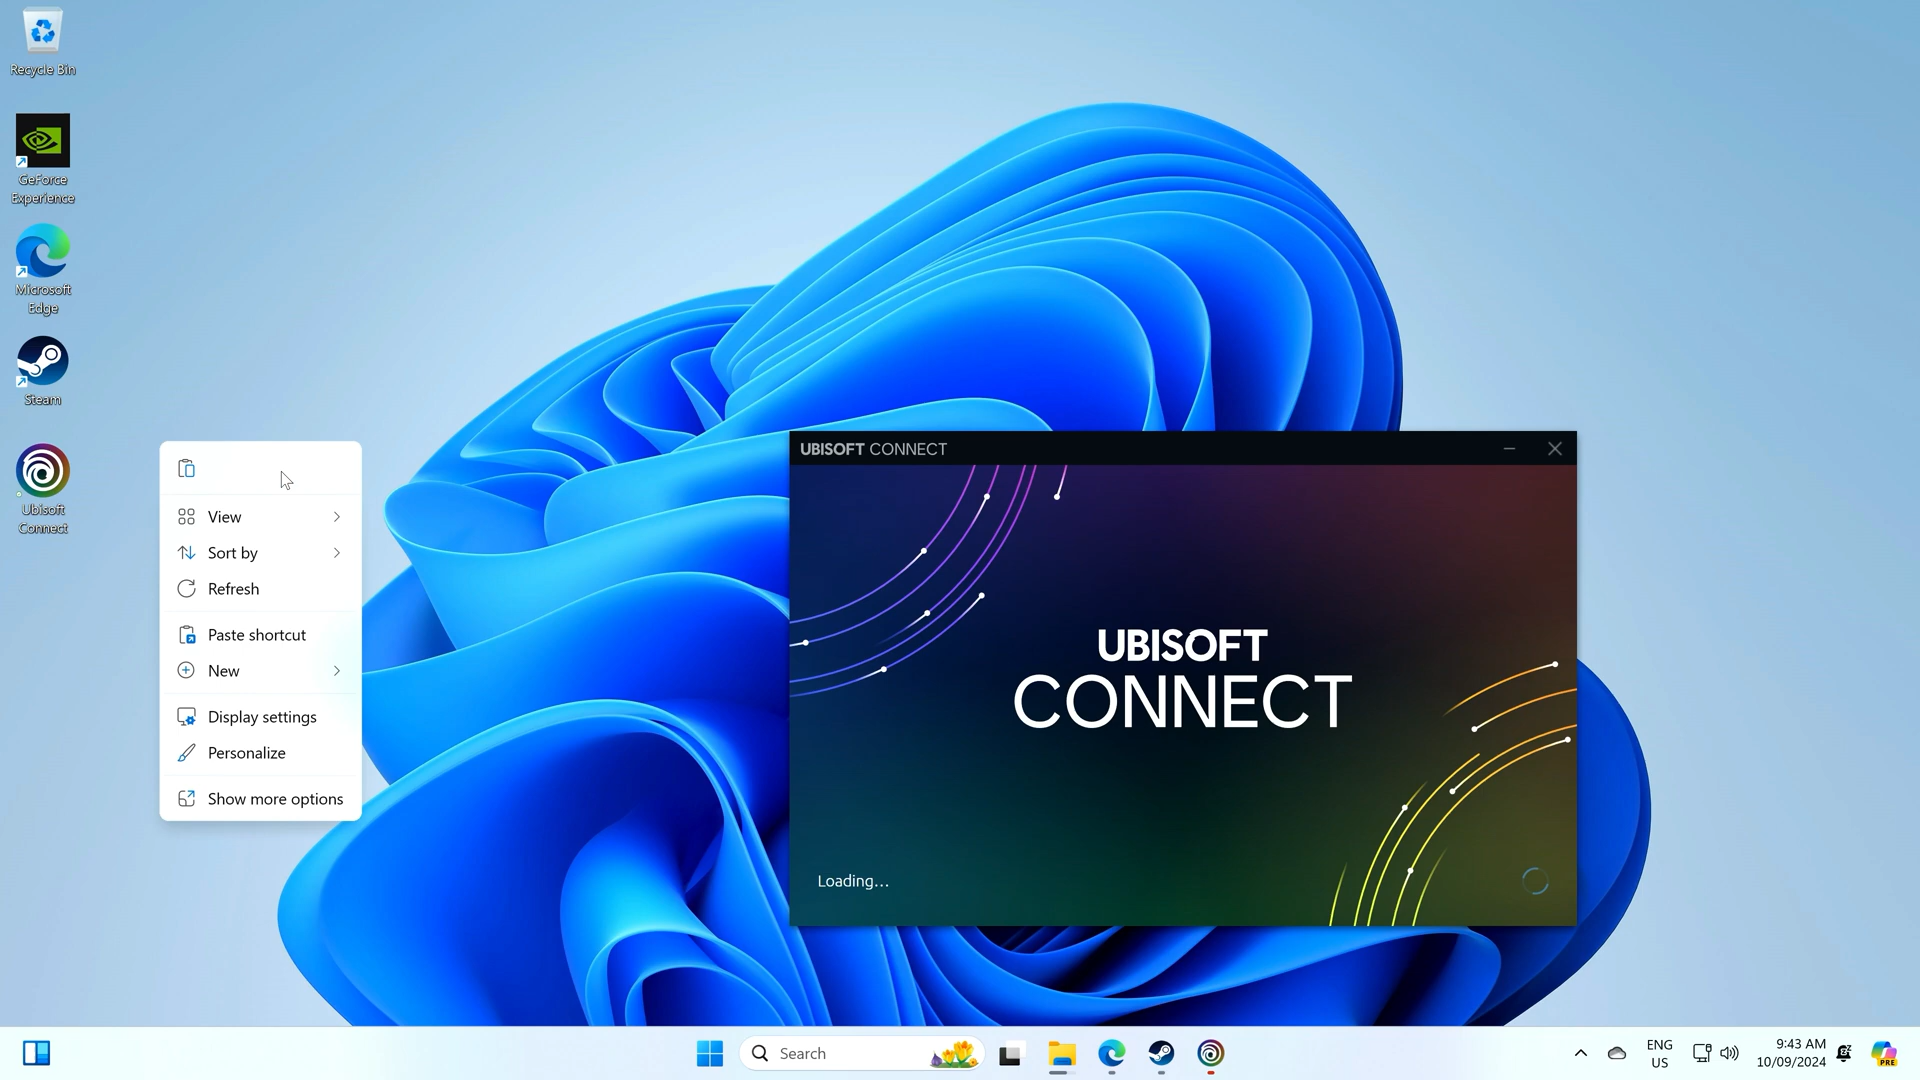 Recycle Bin
GeForce
Experience
Microsoft
Edge
Steam
Ubisoft
Connect
View
Sort by
Refresh
Paste shortcut
New
Display settings
Personalize
Show more options
UBISOFT CONNECT
UBISOFT
CONNECT
Loading...
Search
ENG
US
9:43 AM
10/09/2024
PRE